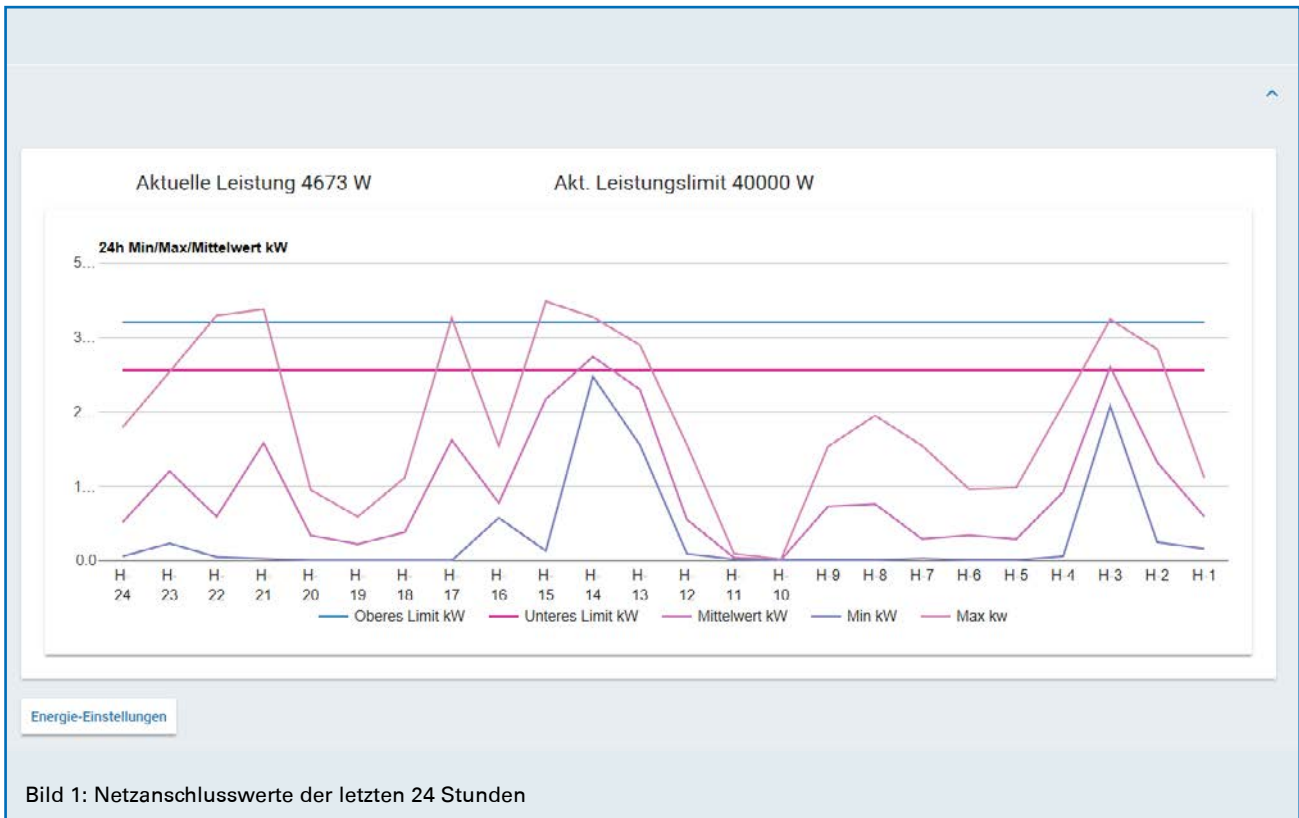 Aktuelle Leistung 4673 W Akt. Leistungslimit 40000 W
24h Min/Max/Mittelwert kW
5...
3...
2...
1...
0.0
H-24 H-23 H-22 H-21 H-20 H-19 H-18 H-17 H-16 H-15 H-14 H-13 H-12 H-11 H-10 H-9 H-8 H-7 H-6 H-5 H-4 H-3 H-2 H-1
Oberes Limit kW Unteres Limit kW Mittelwert kW Min kW Max kw
Energie-Einstellungen
Bild 1: Netzanschlusswerte der letzten 24 Stunden